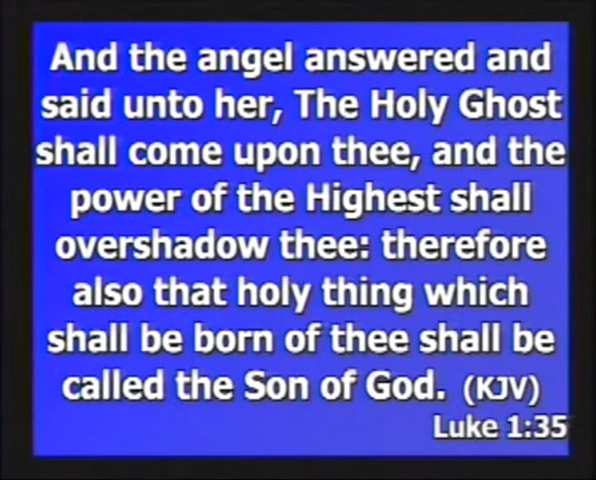 And the angel answered and
said unto her, The Holy Ghost
shall come upon thee, and the
power of the Highest shall
overshadow thee: therefore
also that holy thing which
shall be born of thee shall be
called the Son of God. (KJV)
Luke 1:35